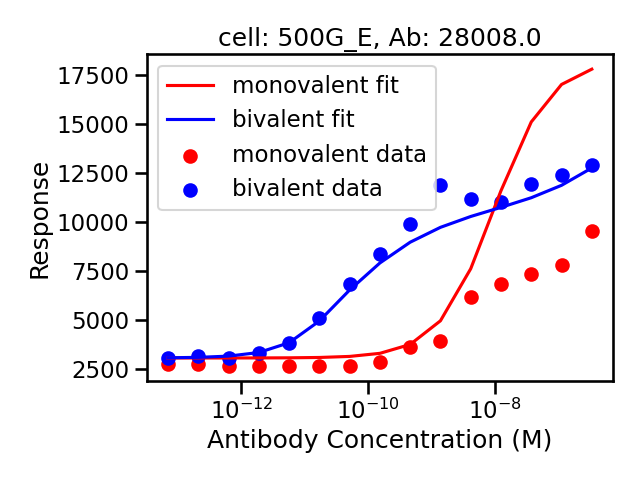 cell: 500G_E, Ab: 28008.0
monovalent fit
bivalent fit
monovalent data
bivalent data
17500
15000
12500
10000
7500
5000
2500
Response
10⁻¹² 10⁻¹⁰ 10⁻⁸
Antibody Concentration (M)